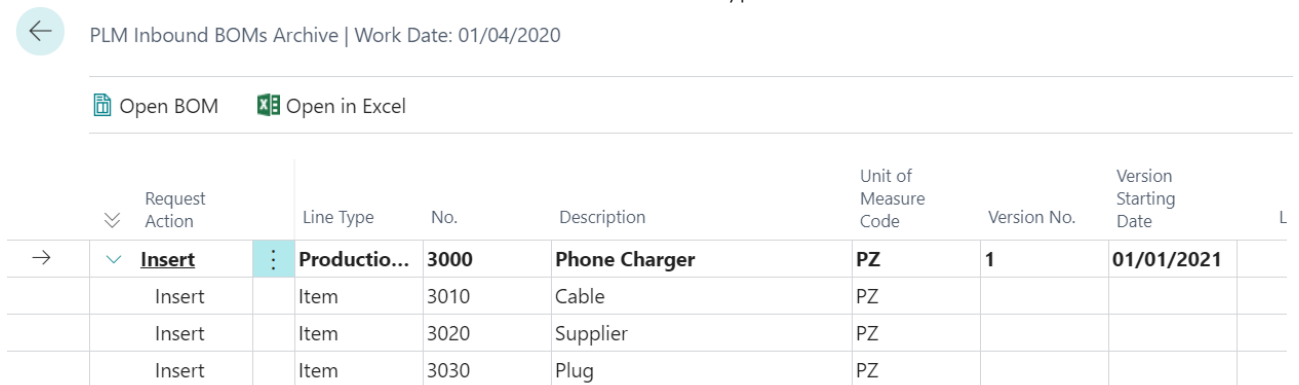 PLM Inbound BOMs Archive | Work Date: 01/04/2020
Open BOM Open in Excel
Request Action Line Type No. Description Unit of Measure Code Version No. Version Starting Date L
Insert Productio... 3000 Phone Charger PZ 1 01/01/2021
Insert Item 3010 Cable PZ
Insert Item 3020 Supplier PZ
Insert Item 3030 Plug PZ